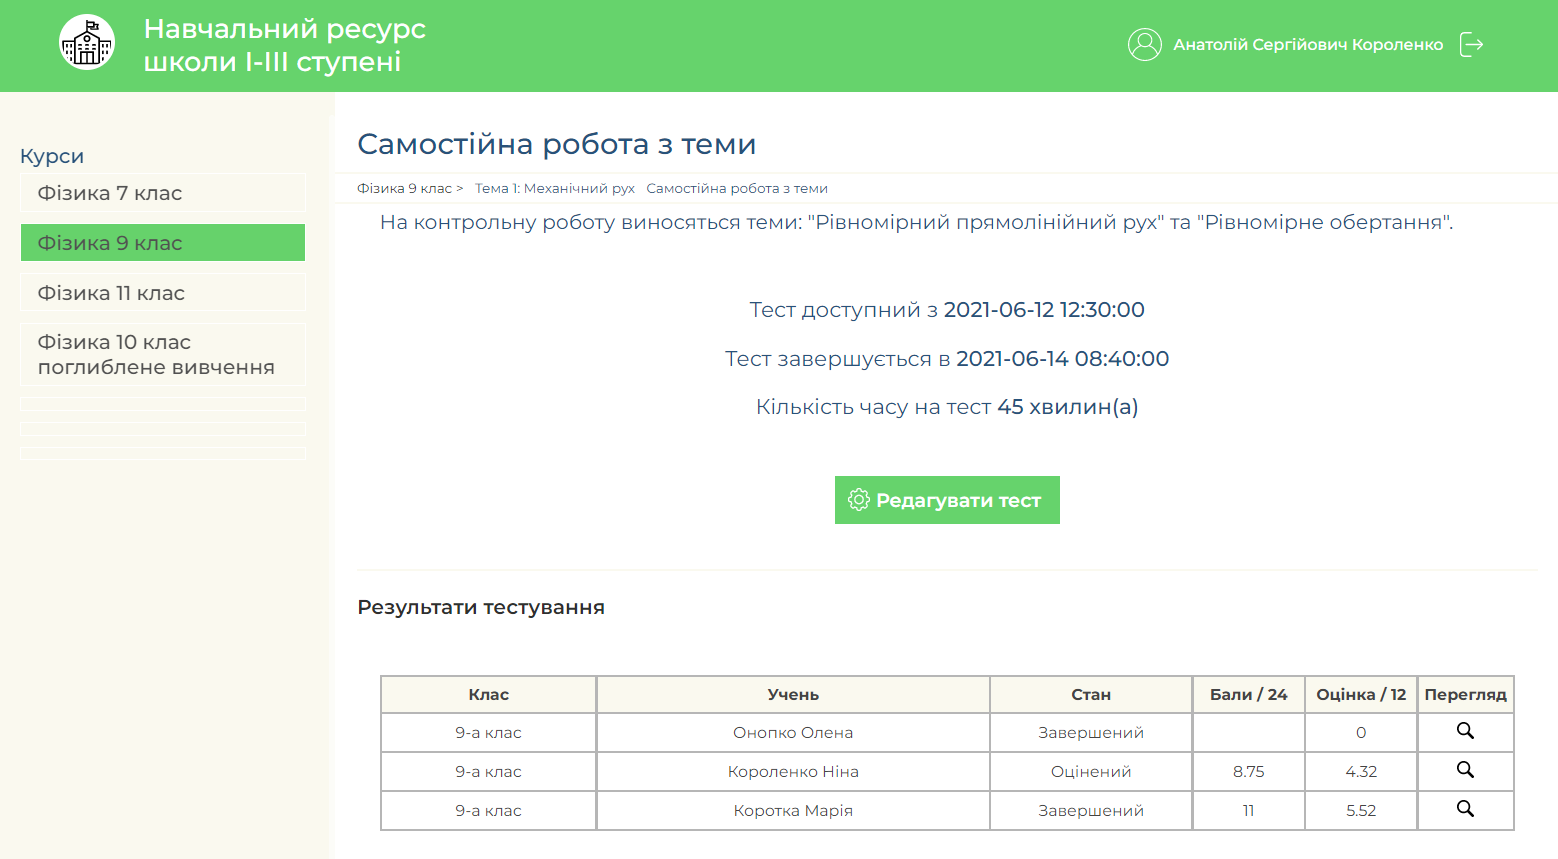 Навчальний ресурс
школи І-ІІІ ступені
Анатолій Сергійович Короленко
Курси
Фізика 7 клас
Фізика 9 клас
Фізика 11 клас
Фізика 10 клас
поглиблене вивчення
Самостійна робота з теми
Фізика 9 клас > Тема 1: Механічний рух Самостійна робота з теми
На контрольну роботу виносяться теми: "Рівномірний прямолінійний рух" та "Рівномірне обертання".
Тест доступний з 2021-06-12 12:30:00
Тест завершується в 2021-06-14 08:40:00
Кількість часу на тест 45 хвилин(а)
Редагувати тест
Результати тестування
Клас Учень Стан Бали / 24 Оцінка / 12 Перегляд
9-а клас Онопко Олена Завершений 0
9-а клас Короленко Ніна Оцінений 8.75 4.32
9-а клас Коротка Марія Завершений 11 5.52